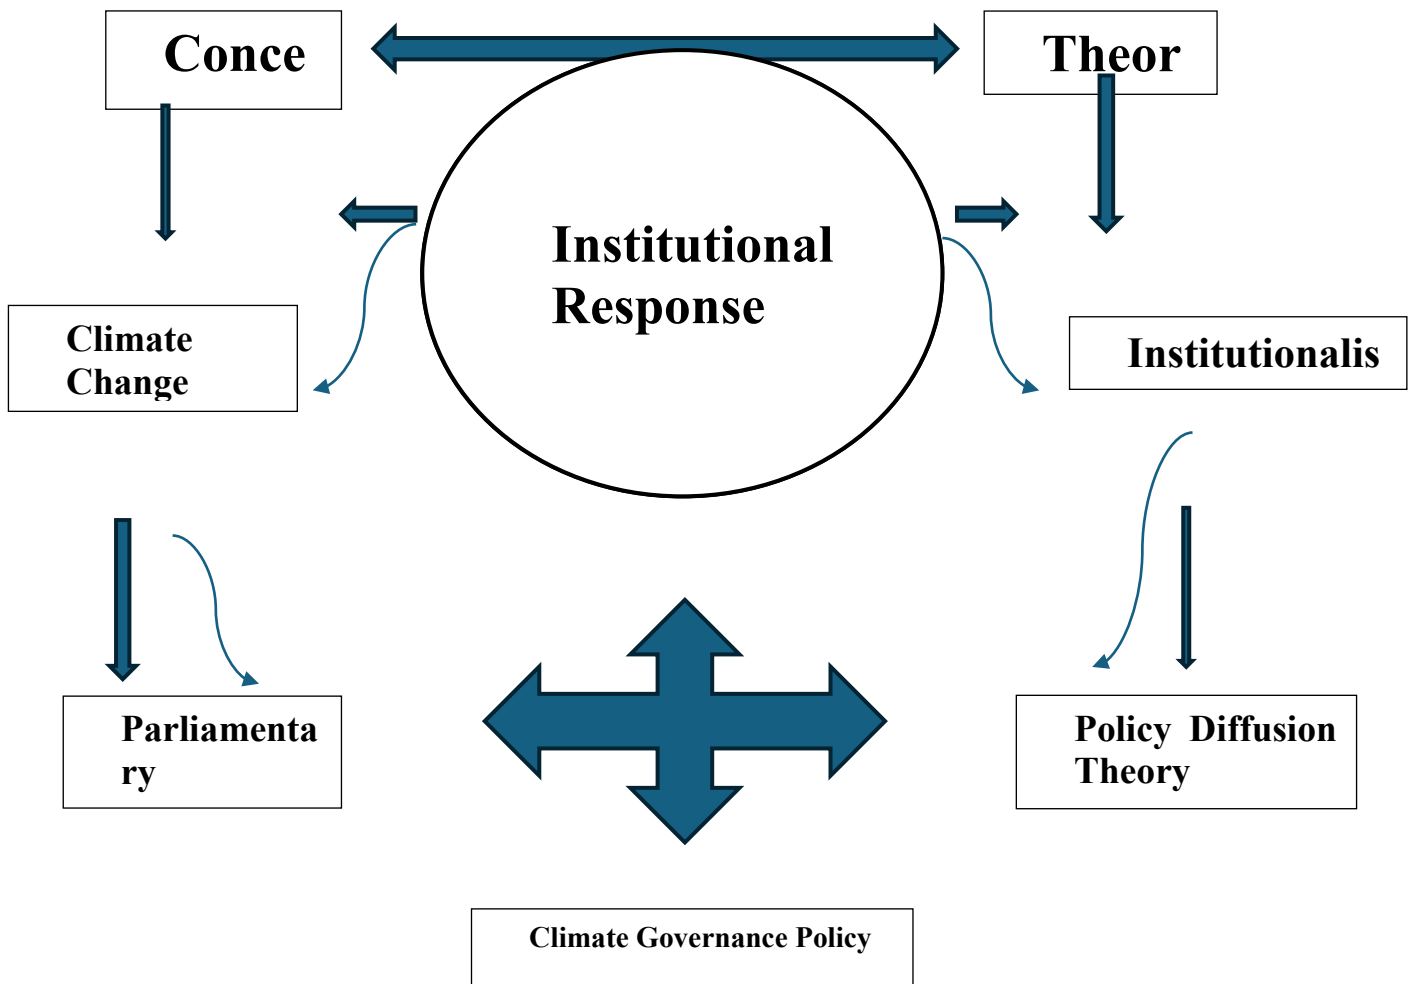 Conce
Theor
Institutional
Response
Climate
Change
Institutionalis
Parliamenta
ry
Policy Diffusion
Theory
Climate Governance Policy